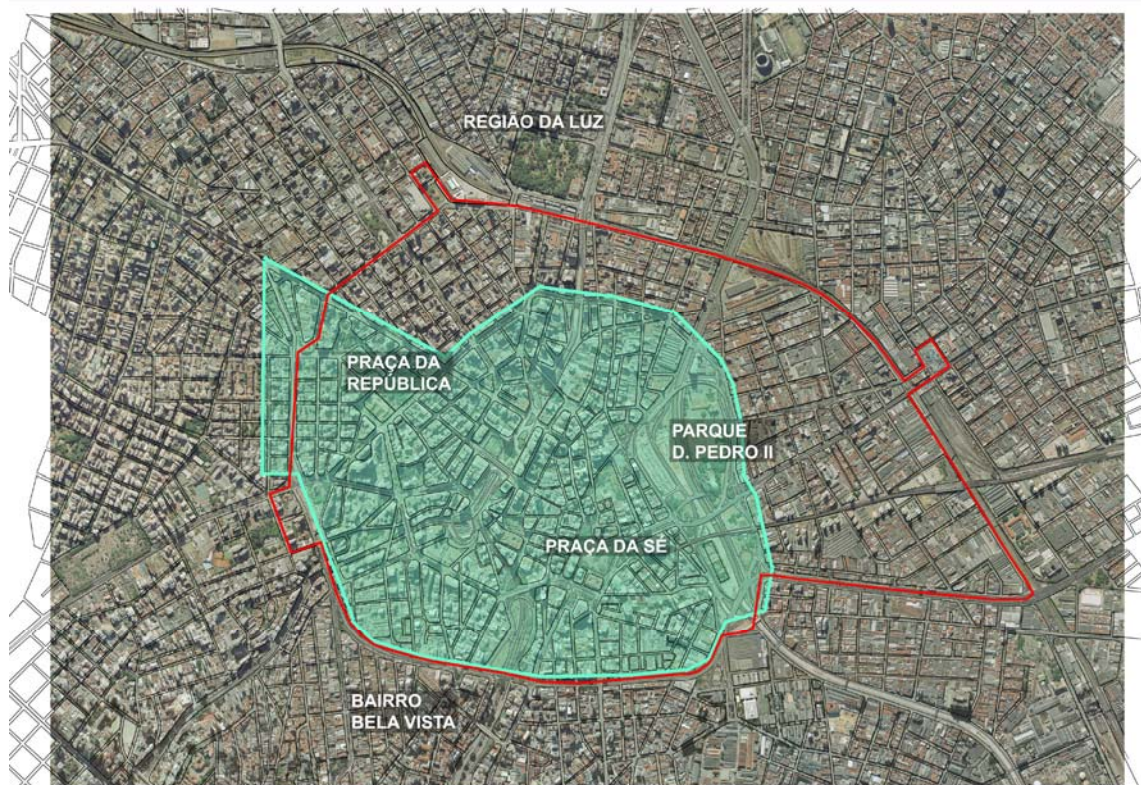 REGIÃO DA LUZ
PRAÇA DA
REPÚBLICA
PARQUE
D. PEDRO II
PRAÇA DA SÉ
BAIRRO
BELA VISTA